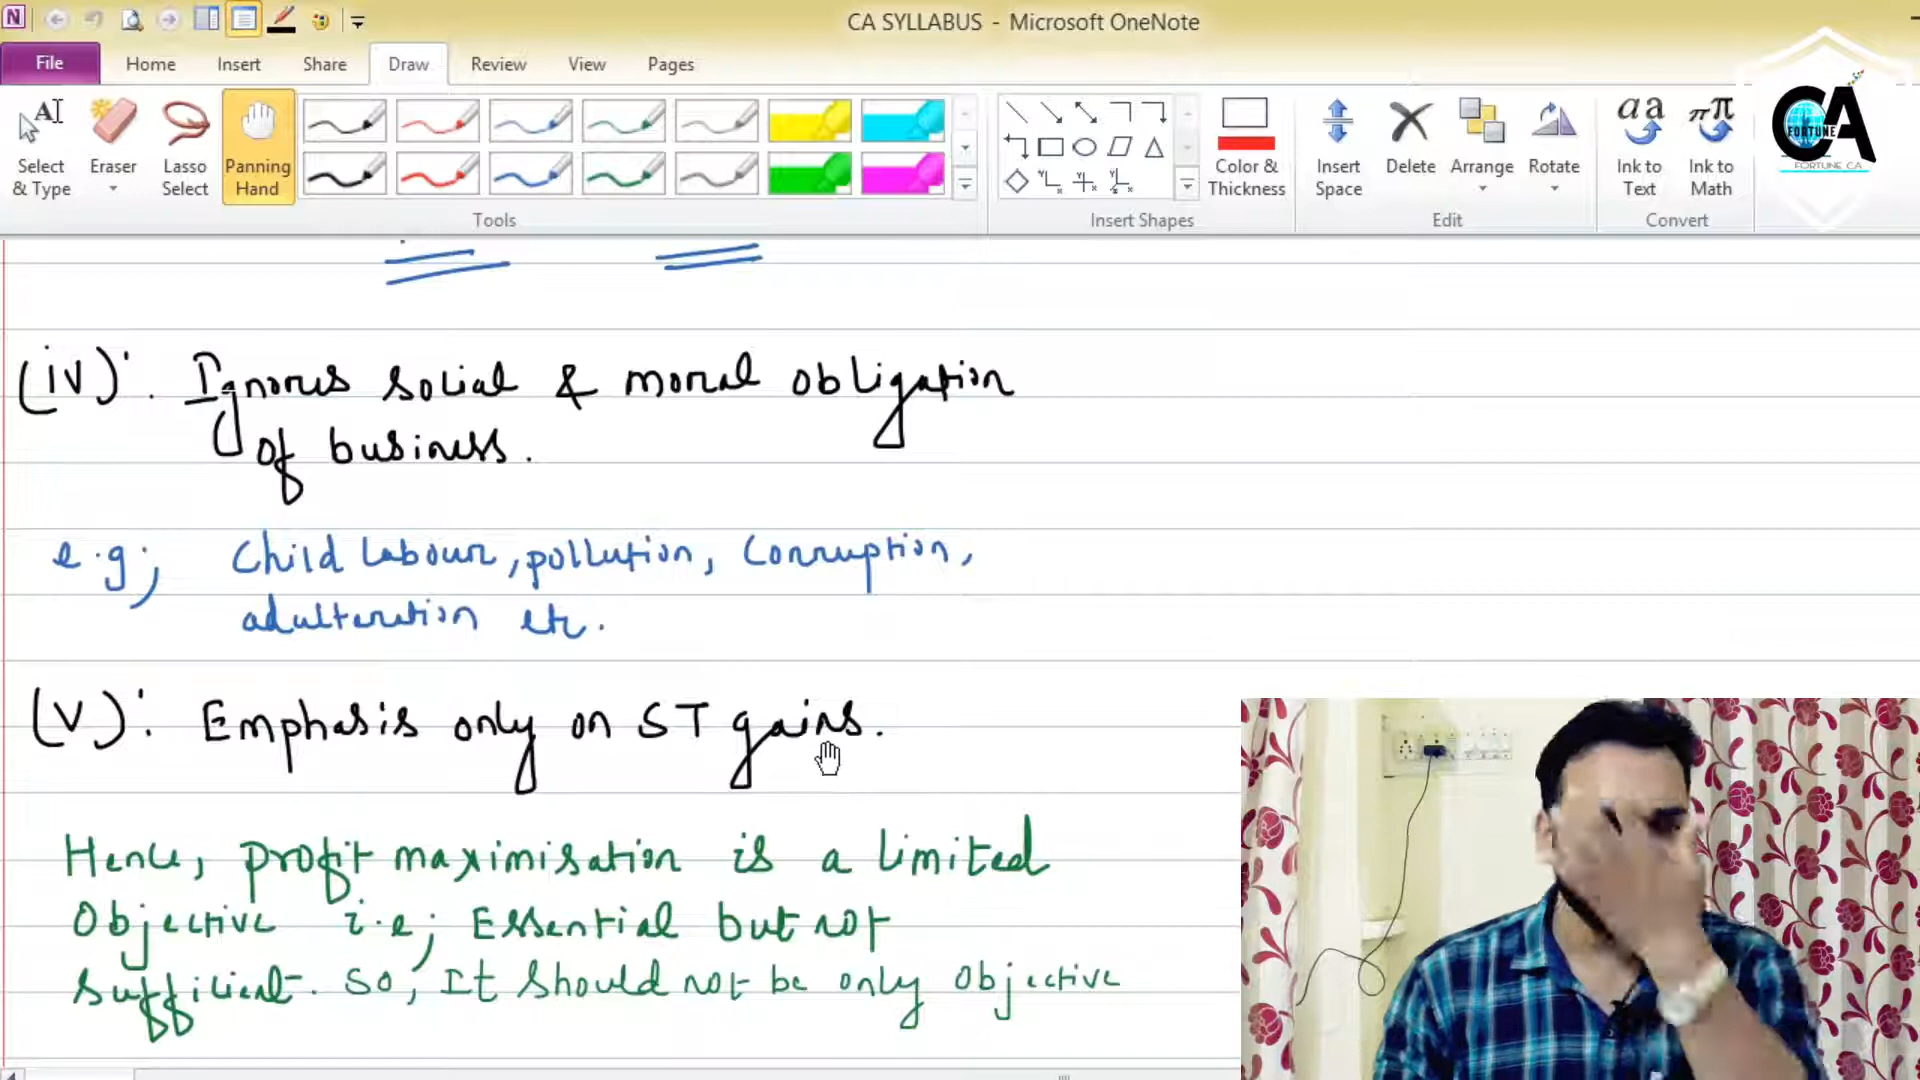 CA SYLLABUS - Microsoft OneNote
File Home Insert Share Draw Review View Pages
Select & Type
Eraser
Lasso Select
Panning Hand
Color & Thickness
Insert Space
Delete
Arrange
Rotate
Ink to Text
Ink to Math
Tools
Insert Shapes
Edit
Convert
CA
FORTUNE
FORTUNE CA
(iv): Ignores social & moral obligation
of business.
e.g; Child labour, pollution, Corruption,
adulteration etc.
(V): Emphasis only on ST gains.
Hence, profit maximisation is a limited
Objective i.e; Essential but not
sufficient. So, It should not be only objective